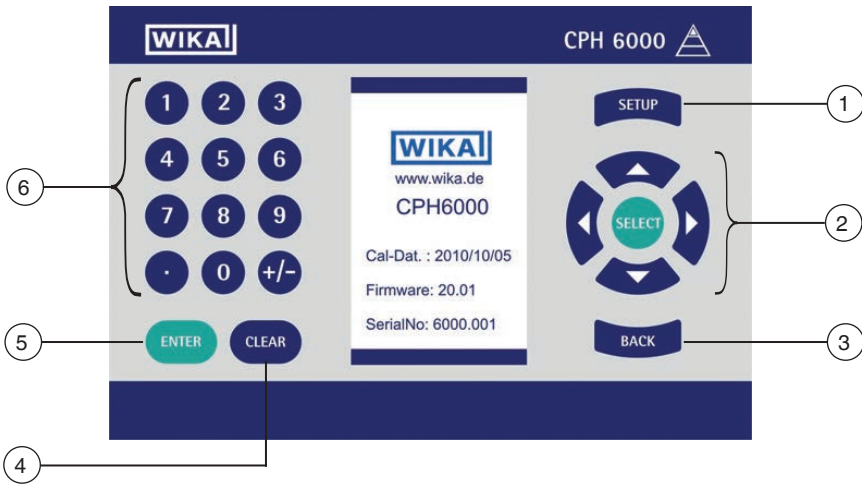 WIKA
CPH 6000
1 2 3
4 5 6
7 8 9
. 0 +/-
ENTER CLEAR
WIKA
www.wika.de
CPH6000
Cal-Dat. : 2010/10/05
Firmware: 20.01
SerialNo: 6000.001
SETUP
SELECT
BACK
1
2
3
4
5
6